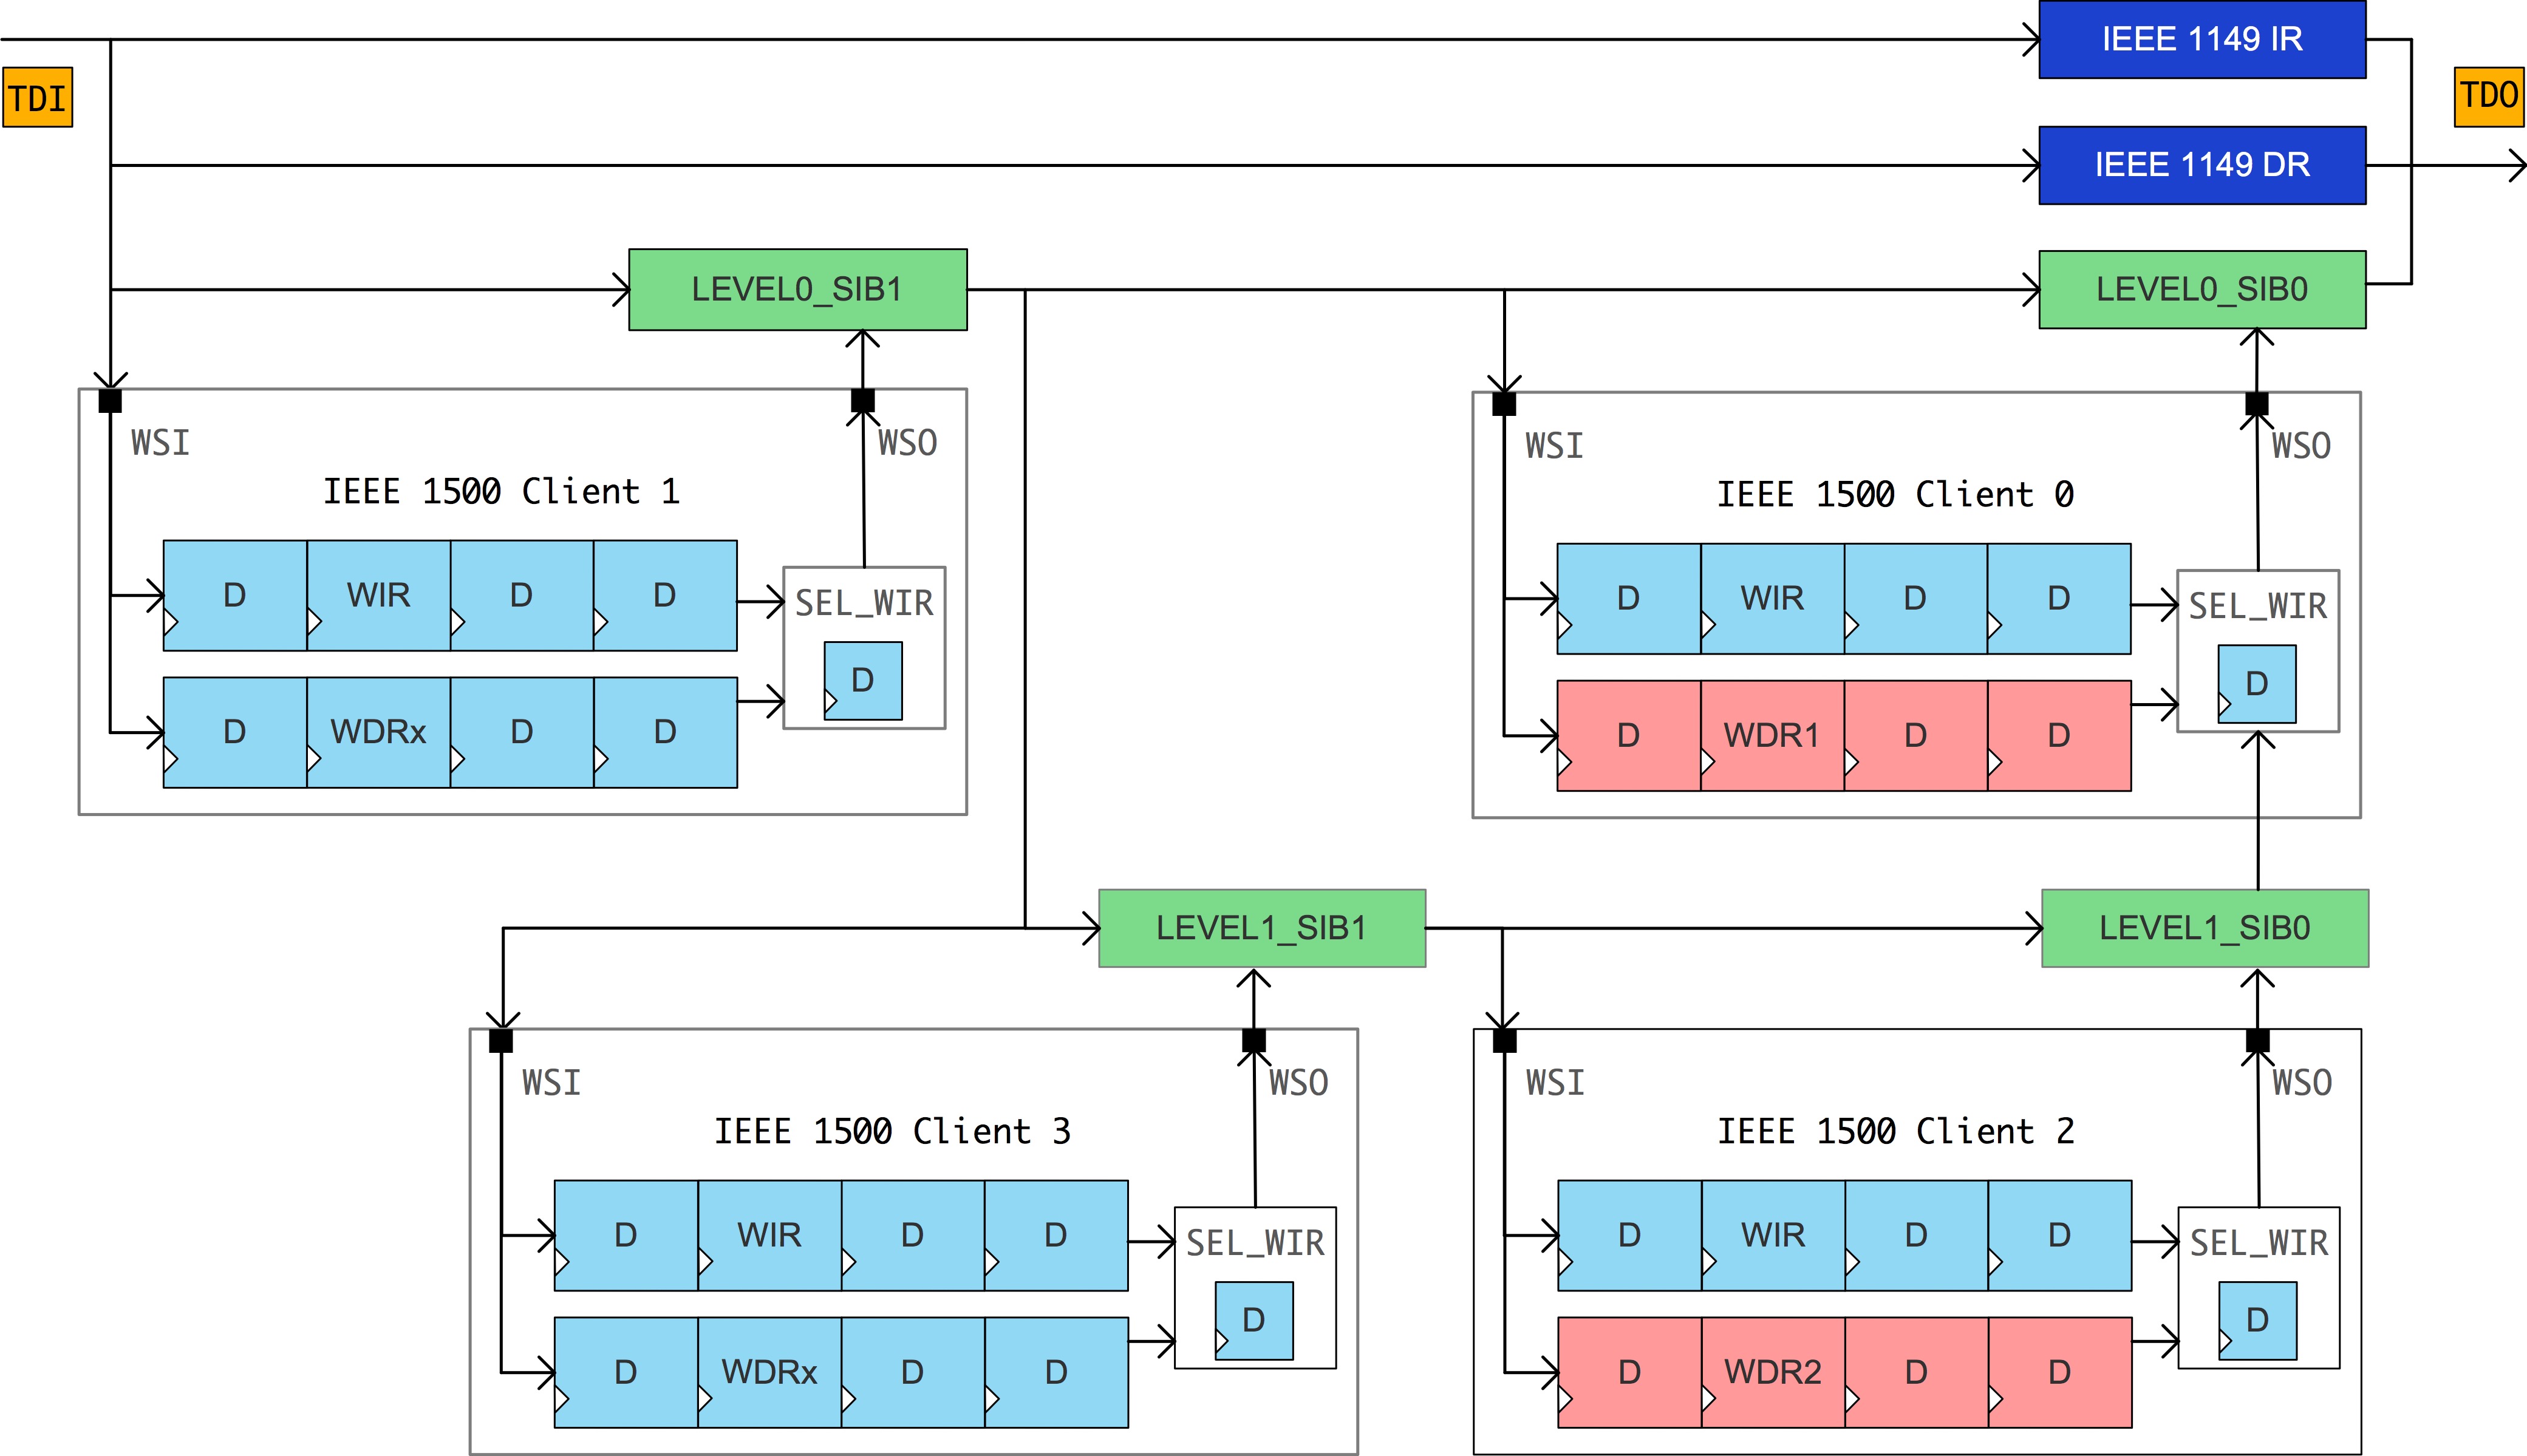 IEEE 1149 IR
TDI
TDO
IEEE 1149 DR
LEVEL0_SIB1
LEVEL0_SIB0
WSI
WSO
IEEE 1500 Client 1
D WIR D D
SEL_WIR
D
D WDRx D D
WSI
WSO
IEEE 1500 Client 0
D WIR D D
SEL_WIR
D
D WDR1 D D
LEVEL1_SIB1
LEVEL1_SIB0
WSI
WSO
IEEE 1500 Client 3
D WIR D D
SEL_WIR
D
D WDRx D D
WSI
WSO
IEEE 1500 Client 2
D WIR D D
SEL_WIR
D
D WDR2 D D